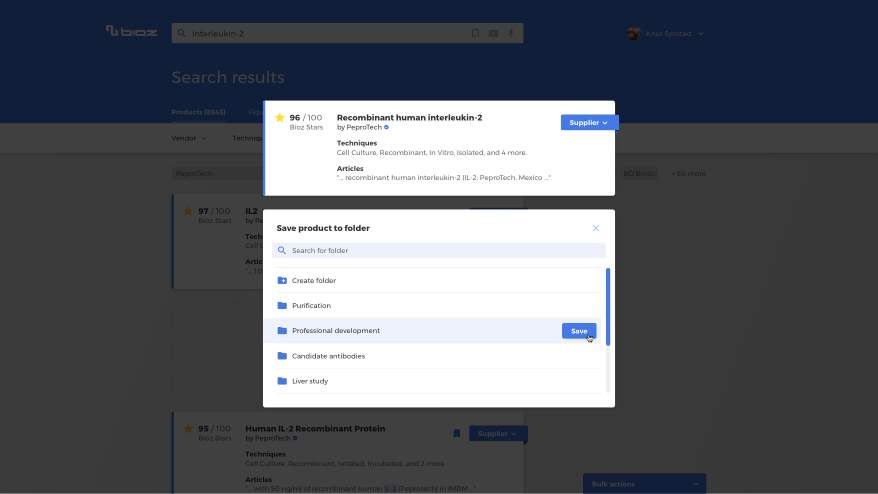 bioz
Interleukin-2
Knut Synstad
Search results
Products (8543)
Vendor
PeproTech
< 60 more
96 / 100
Bioz Stars
Recombinant human interleukin-2
by PeproTech
Supplier
Techniques
Cell Culture, Recombinant, In Vitro, Isolated, and 4 more.
Articles
"... recombinant human interleukin-2 (IL-2: PeproTech, Mexico ..."
97 / 100
Bioz Stars
IL2
Save product to folder
Search for folder
Create folder
Purification
Professional development
Save
Candidate antibodies
Liver study
95 / 100
Bioz Stars
Human IL-2 Recombinant Protein
by PeproTech
Supplier
Techniques
Cell Culture, Recombinant, Isolated, Incubated, and 2 more.
Articles
"... with 50 ng/ml of recombinant human IL-2 (Peprotech) in IMDM ..."
Bulk actions